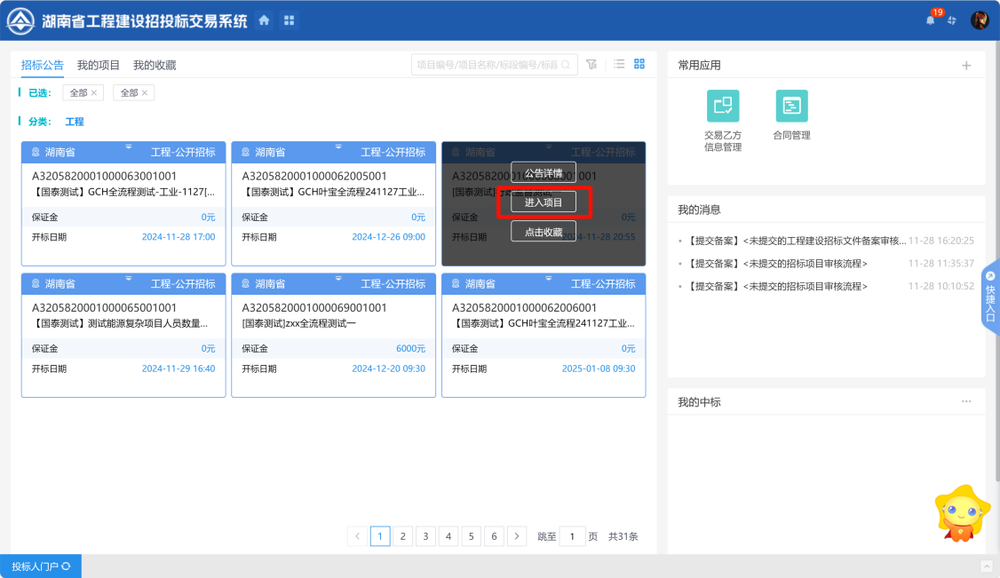 湖南省工程建设招投标交易系统
19
招标公告 我的项目 我的收藏
项目编号/项目名称/标段编号/标段
已选： 全部 × 全部 ×
分类： 工程
湖南省 工程-公开招标
A3205820001000063001001
【国泰测试】GCH全流程测试-工业-1127[...
保证金 0元
开标日期 2024-11-28 17:00
湖南省 工程-公开招标
A3205820001000062005001
【国泰测试】GCH叶宝全流程241127工业...
保证金 0元
开标日期 2024-12-26 09:00
湖南省 工程-公开招标
公告详情
进入项目
点击收藏
保证金 0元
开标日期 2024-11-28 20:55
湖南省 工程-公开招标
A3205820001000065001001
【国泰测试】测试能源复杂项目人员数量...
保证金 0元
开标日期 2024-11-29 16:40
湖南省 工程-公开招标
A3205820001000069001001
[国泰测试]zxx全流程测试一
保证金 6000元
开标日期 2024-12-20 09:30
湖南省 工程-公开招标
A3205820001000062006001
【国泰测试】GCH叶宝全流程241127工业...
保证金 0元
开标日期 2025-01-08 09:30
1 2 3 4 5 6 跳至 1 页 共31条
常用应用
交易乙方
信息管理
合同管理
我的消息
【提交备案】<未提交的工程建设招标文件备案审核... 11-28 16:20:25
【提交备案】<未提交的招标项目审核流程> 11-28 11:35:37
【提交备案】<未提交的招标项目审核流程> 11-28 10:10:52
快捷入口
我的中标
投标人门户